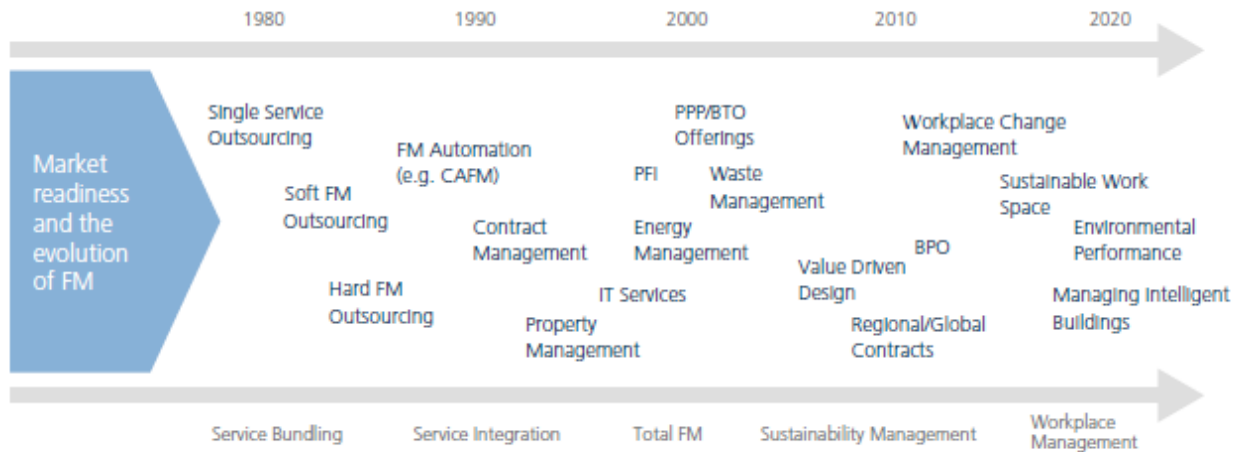 1980 1990 2000 2010 2020
Market
readiness
and the
evolution
of FM
Single Service
Outsourcing
Soft FM
Outsourcing
Hard FM
Outsourcing
FM Automation
(e.g. CAFM)
Contract
Management
Property
Management
IT Services
PPP/BTO
Offerings
PFI
Waste
Management
Energy
Management
Value Driven
Design
BPO
Regional/Global
Contracts
Workplace Change
Management
Sustainable Work
Space
Environmental
Performance
Managing Intelligent
Buildings
Service Bundling
Service Integration
Total FM
Sustainability Management
Workplace
Management